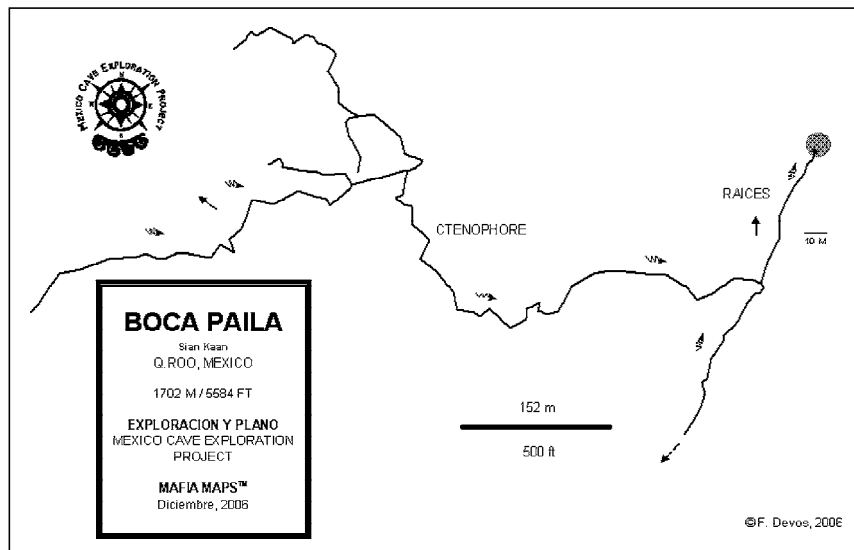 MEXICO CAVE EXPLORATION PROJECT
N
E
S
RAICES
10 M
CTENOPHORE
BOCA PAILA
Sian Kaan
Q.ROO, MEXICO
1702 M / 5584 FT
EXPLORACION Y PLANO
MEXICO CAVE EXPLORATION
PROJECT
MAFIA MAPS™
Diciembre, 2006
152 m
500 ft
©F. Devos, 2006